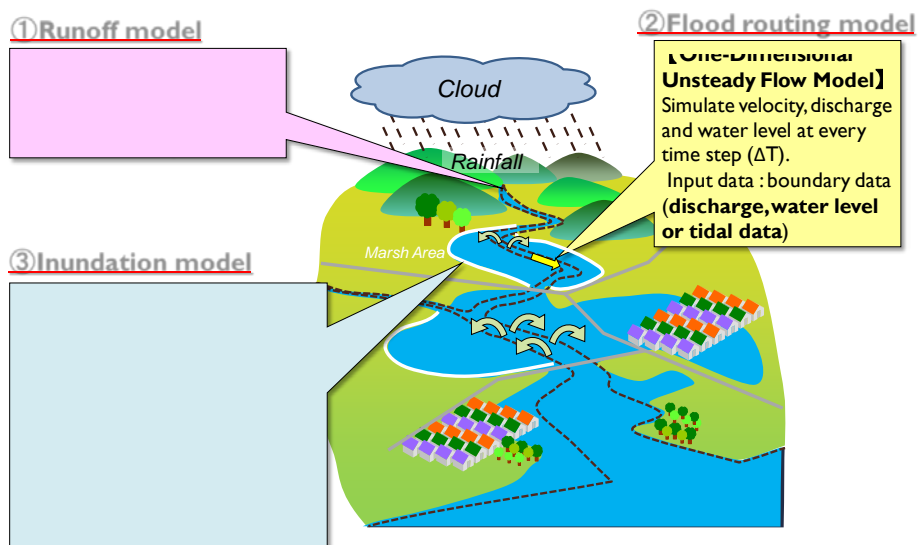 ①Runoff model
②Flood routing model
【One-Dimensional
Unsteady Flow Model】
Simulate velocity, discharge
and water level at every
time step (ΔT).
Input data : boundary data
(discharge, water level
or tidal data)
Cloud
Rainfall
Marsh Area
③Inundation model